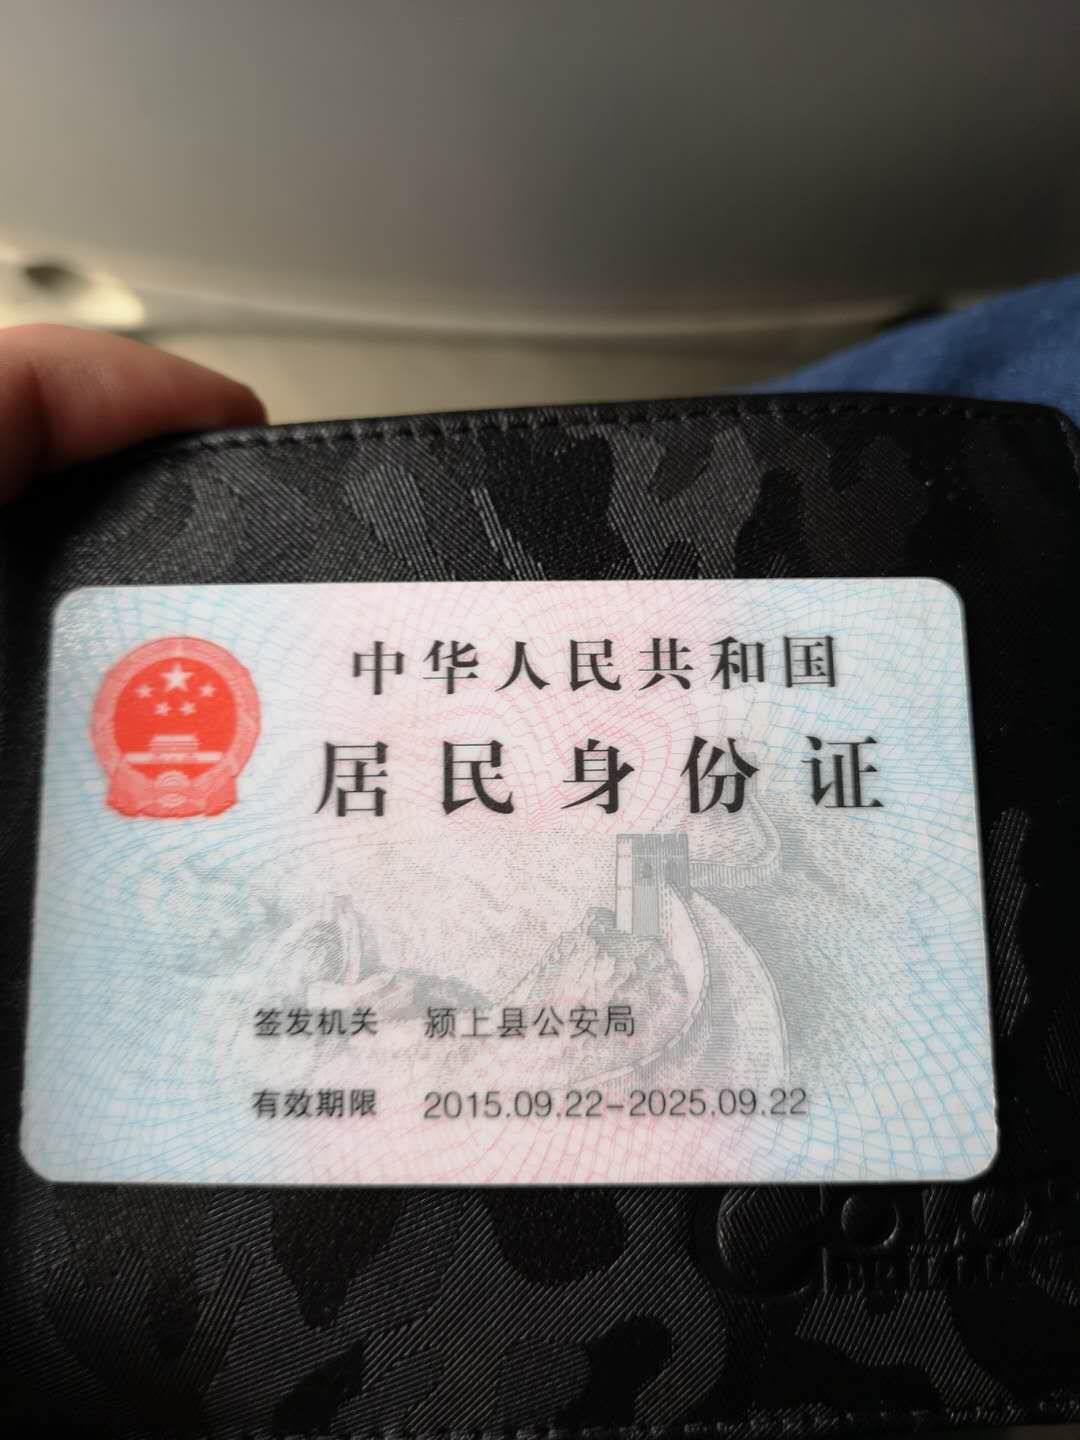 中华人民共和国
居民身份证
签发机关 颍上县公安局
有效期限 2015.09.22-2025.09.22